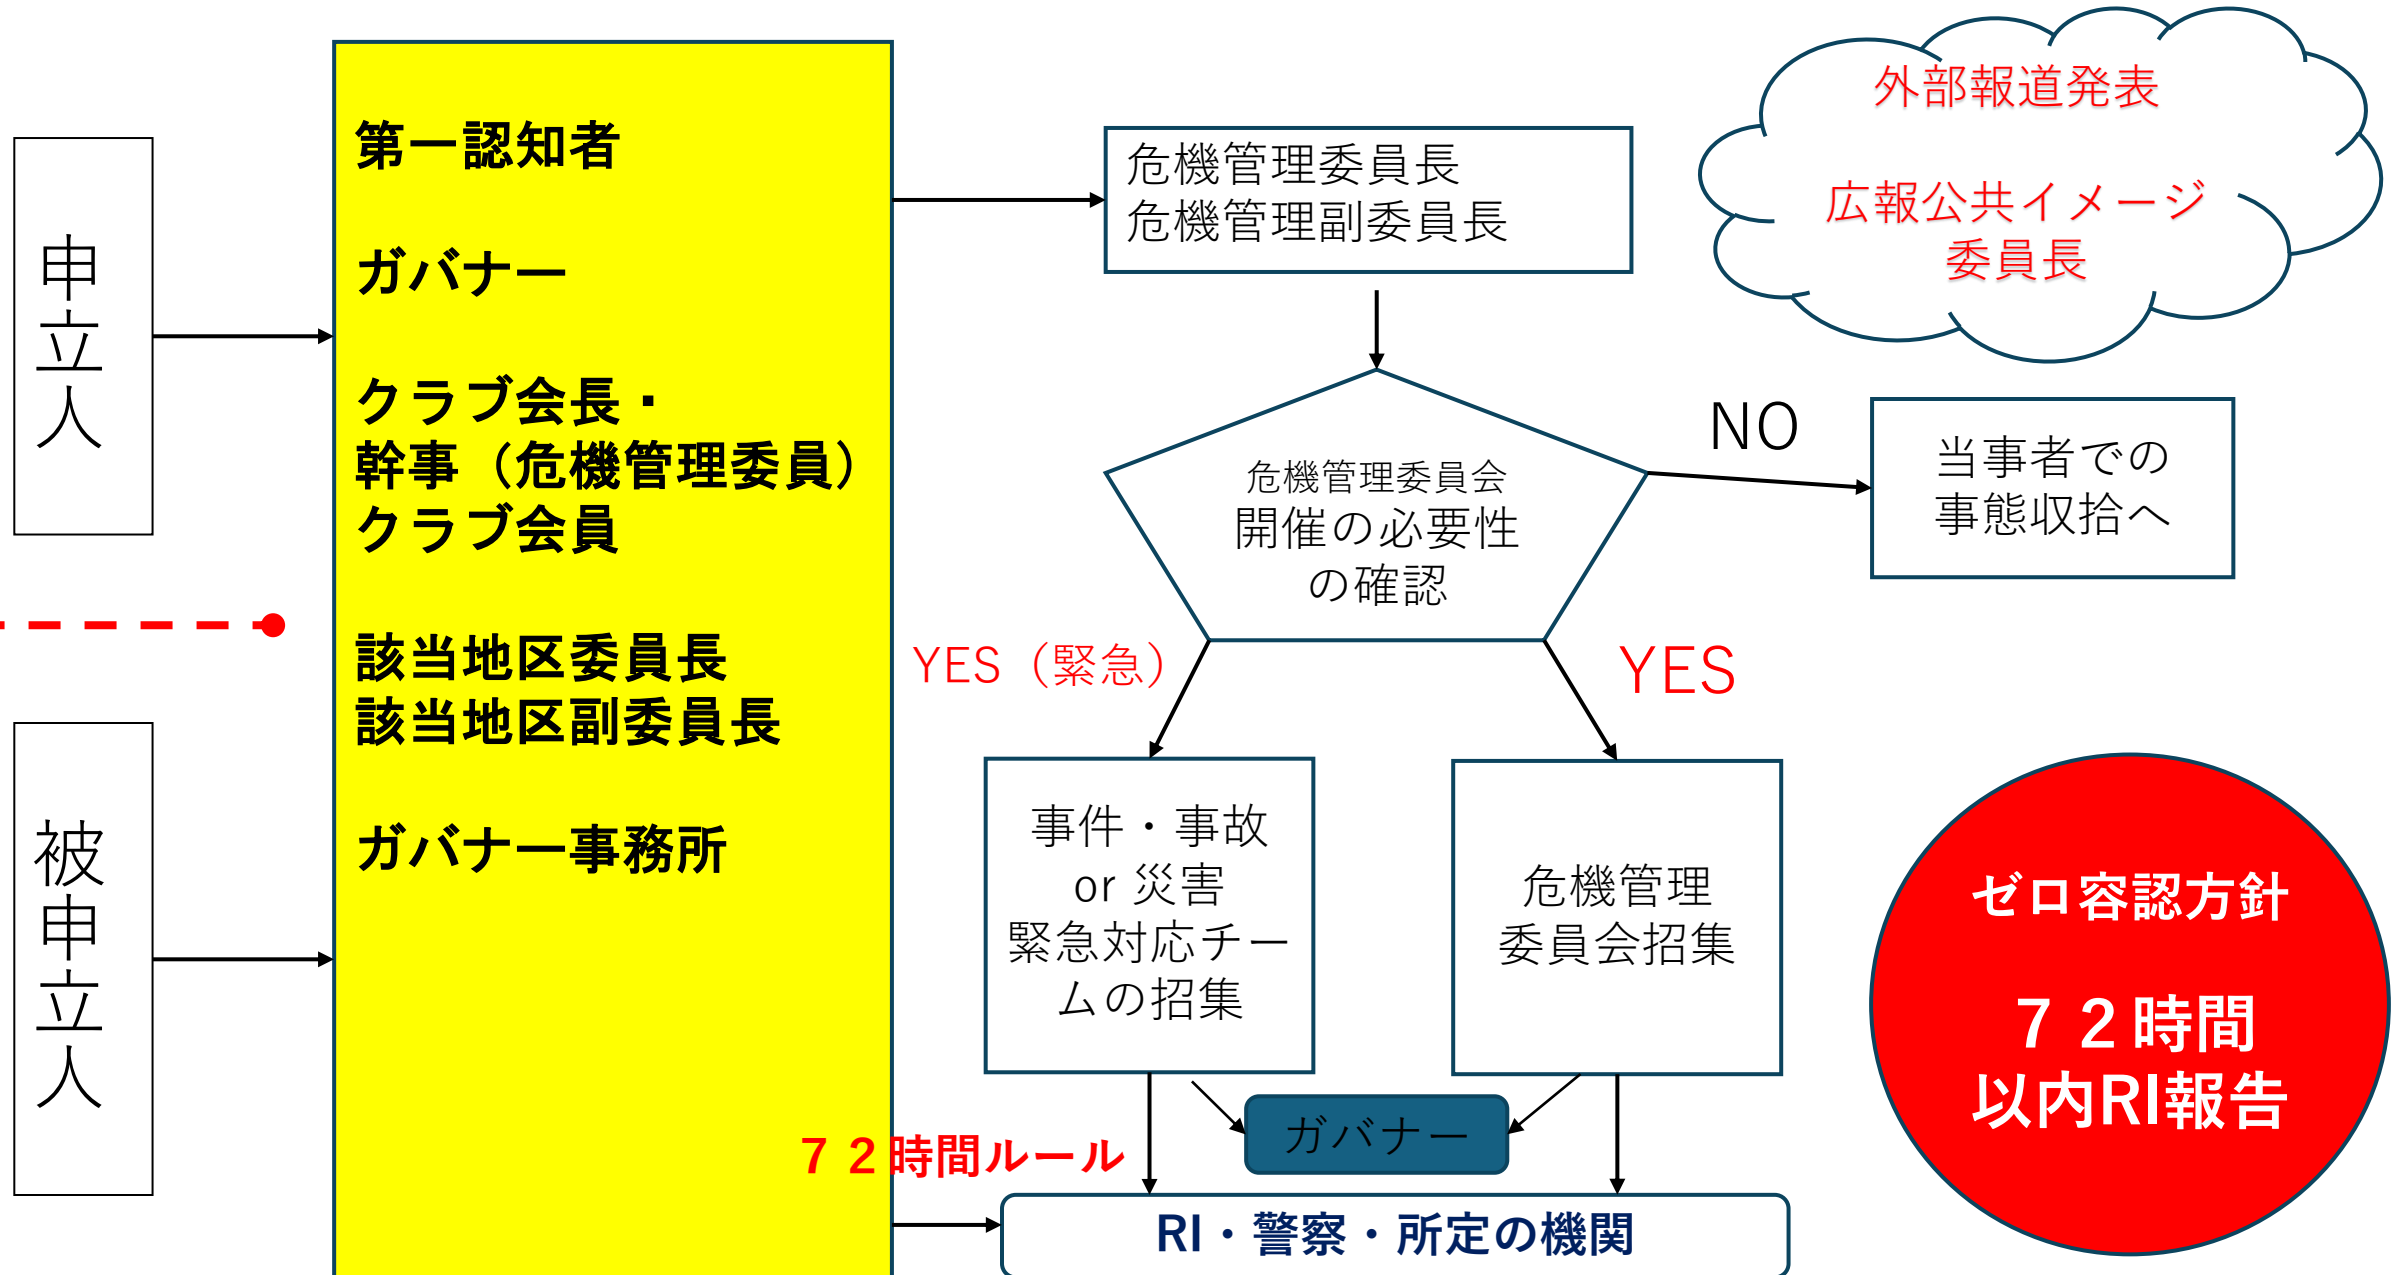 申立人
被申立人
第一認知者
ガバナー
クラブ会長・
幹事（危機管理委員）
クラブ会員
該当地区委員長
該当地区副委員長
ガバナー事務所
危機管理委員長
危機管理副委員長
外部報道発表
広報公共イメージ
委員長
危機管理委員会
開催の必要性
の確認
NO
当事者での
事態収拾へ
YES（緊急）
YES
事件・事故
or 災害
緊急対応チー
ムの招集
危機管理
委員会招集
ガバナー
７２時間ルール
RI・警察・所定の機関
ゼロ容認方針
７２時間
以内RI報告